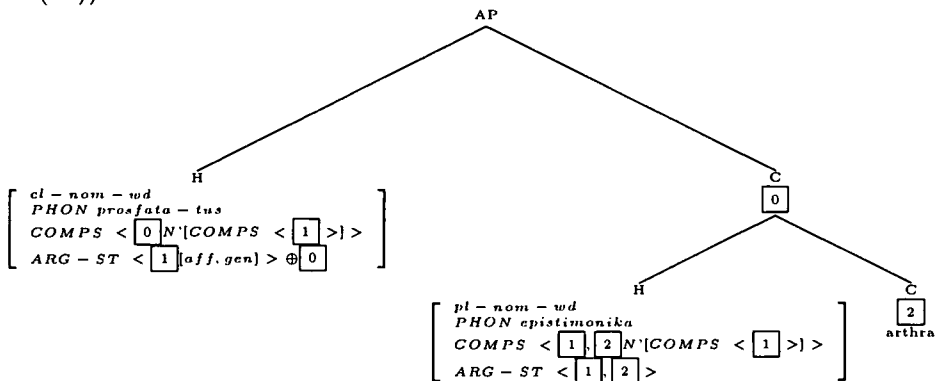 AP
H
C
0
cl – nom – wd
PHON prosfata – tus
COMPS < 0 N'[COMPS < 1 >] >
ARG – ST < 1 [aff, gen] > ⊕ 0
H
C
2
arthra
pl – nom – wd
PHON epistimonika
COMPS < 1 , 2 N'[COMPS < 1 >] >
ARG – ST < 1 , 2 >